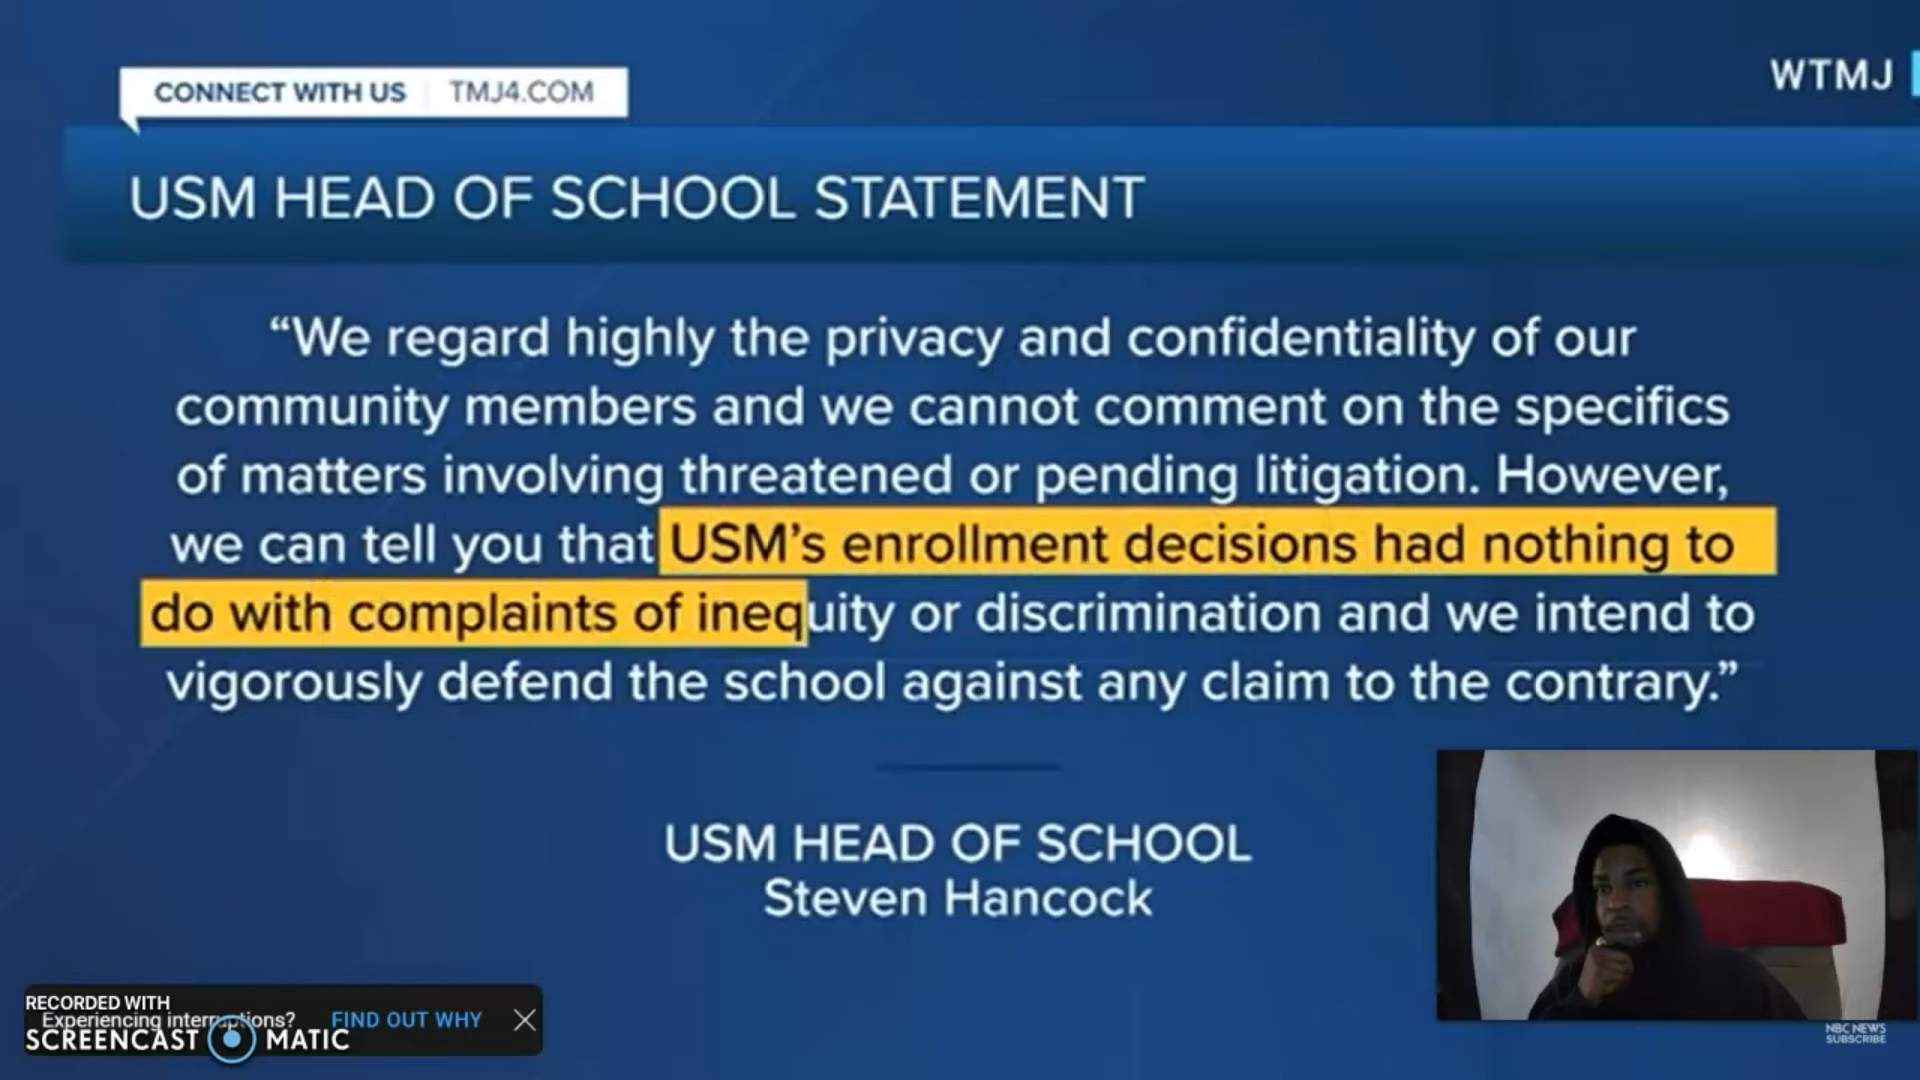 CONNECT WITH US TMJ4.COM
WTMJ
USM HEAD OF SCHOOL STATEMENT
“We regard highly the privacy and confidentiality of our
community members and we cannot comment on the specifics
of matters involving threatened or pending litigation. However,
we can tell you that USM’s enrollment decisions had nothing to
do with complaints of inequity or discrimination and we intend to
vigorously defend the school against any claim to the contrary.”
USM HEAD OF SCHOOL
Steven Hancock
RECORDED WITH
Experiencing interruptions? FIND OUT WHY
SCREENCAST MATIC
NBC NEWS
SUBSCRIBE